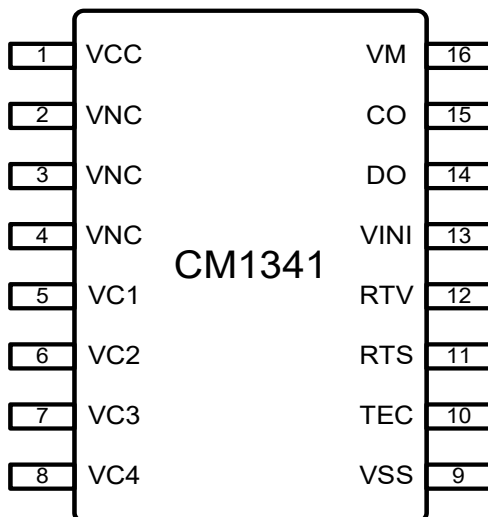 1 VCC VM 16
2 VNC CO 15
3 VNC DO 14
4 VNC VINI 13
CM1341
5 VC1 RTV 12
6 VC2 RTS 11
7 VC3 TEC 10
8 VC4 VSS 9